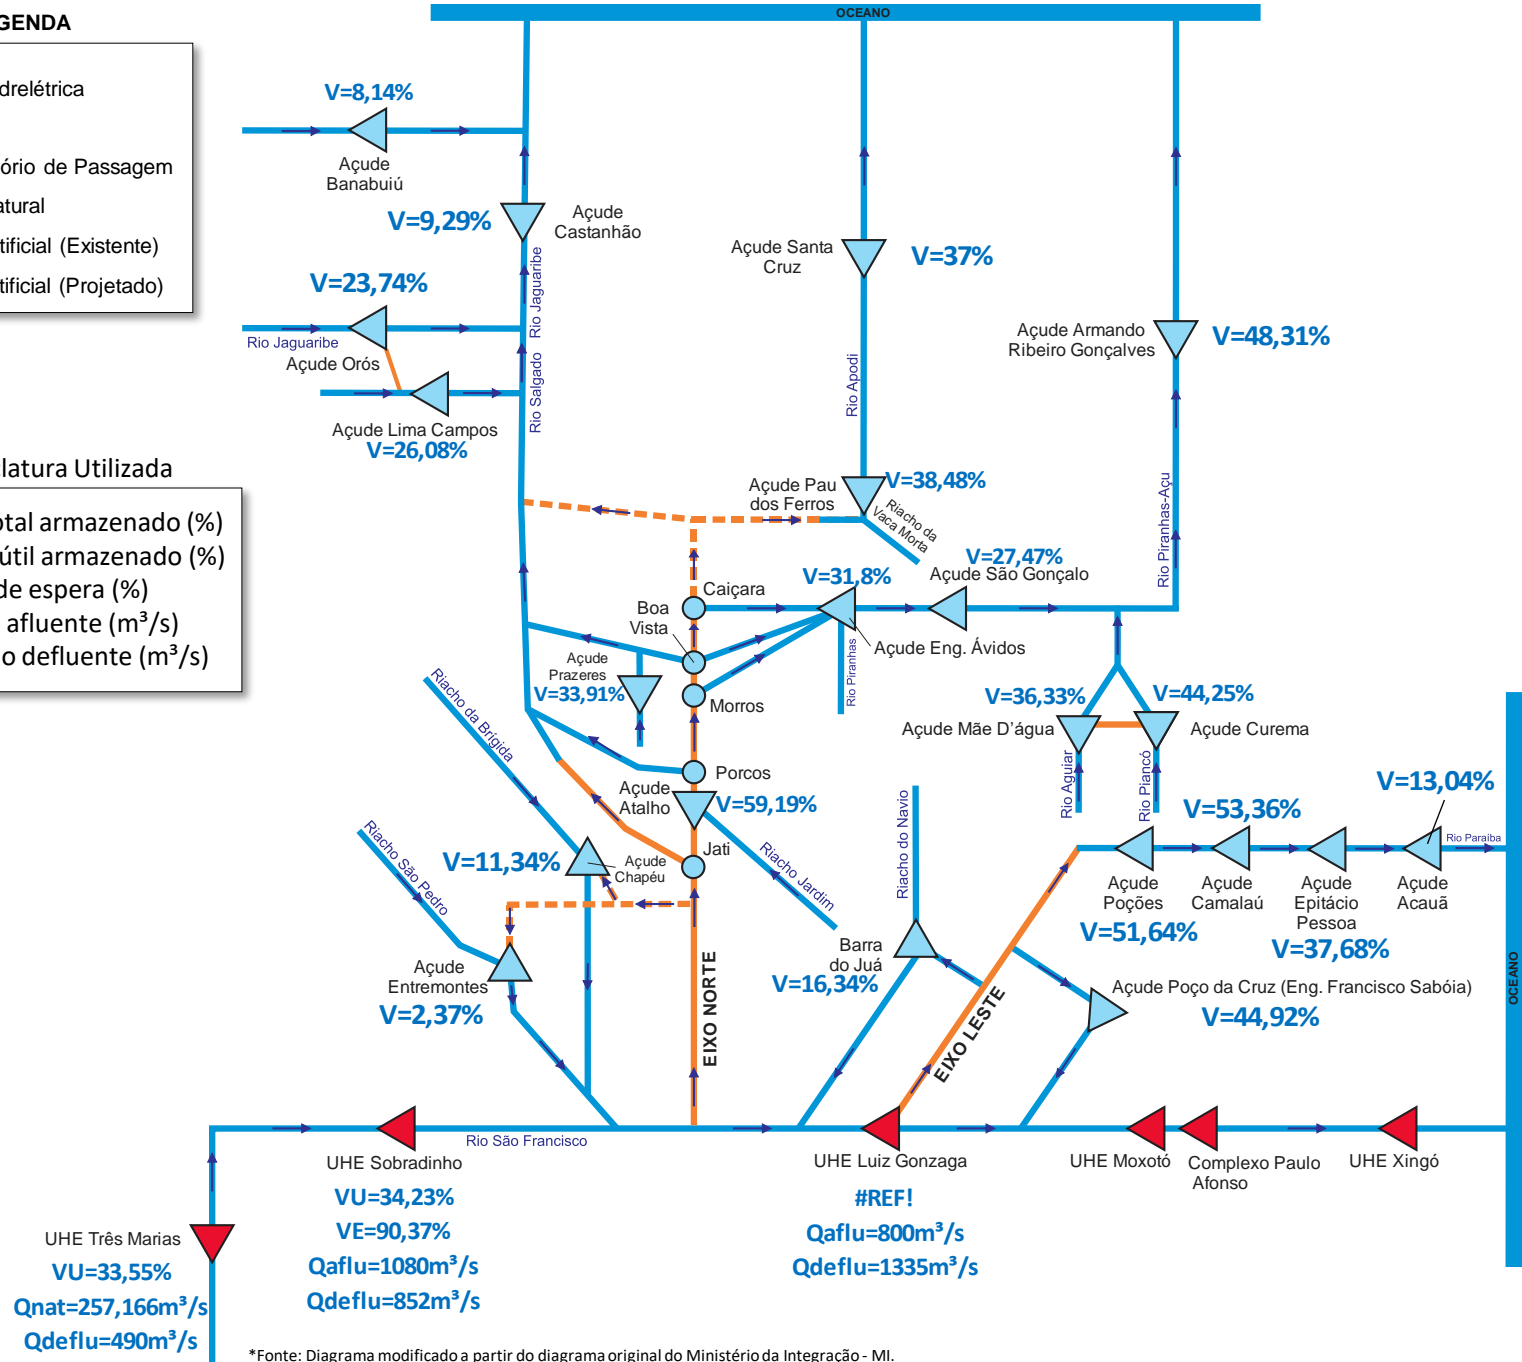 OCEANO
GENDA
drelétrica
ório de Passagem
atural
tificial (Existente)
tificial (Projetado)
V=8,14%
Açude
Banabuiú
V=9,29%
Açude
Castanhão
V=23,74%
Rio Jaguaribe
Açude Orós
Rio Jaguaribe
Rio Salgado
Açude Lima Campos
V=26,08%
Açude Santa
Cruz
V=37%
Rio Apodi
Açude Armando
Ribeiro Gonçalves
V=48,31%
Rio Piranhas-Açu
latura Utilizada
otal armazenado (%)
útil armazenado (%)
de espera (%)
afluente (m³/s)
o defluente (m³/s)
Açude Pau
dos Ferros
V=38,48%
Riacho da
Vaca Morta
V=27,47%
Açude São Gonçalo
V=31,8%
Caiçara
Boa
Vista
Açude Eng. Ávidos
Rio Piranhas
Açude
Prazeres
V=33,91%
Morros
Riacho da Brígida
V=36,33%
V=44,25%
Açude Mãe D'água
Açude Curema
Rio Aguiar
Rio Piancó
Porcos
Açude
Atalho
V=59,19%
Jati
Riacho Jardim
Riacho do Navio
V=13,04%
V=53,36%
Rio Paraíba
Riacho São Pedro
V=11,34%
Açude
Chapéu
Açude
Poções
V=51,64%
Açude
Camalaú
Açude
Epitácio
Pessoa
V=37,68%
Açude
Acauã
Açude
Entremontes
V=2,37%
Barra
do Juá
V=16,34%
EIXO NORTE
EIXO LESTE
Açude Poço da Cruz (Eng. Francisco Sabóia)
V=44,92%
OCEANO
Rio São Francisco
UHE Sobradinho
VU=34,23%
VE=90,37%
Qaflu=1080m³/s
Qdeflu=852m³/s
UHE Luiz Gonzaga
#REF!
Qaflu=800m³/s
Qdeflu=1335m³/s
UHE Moxotó
Complexo Paulo
Afonso
UHE Xingó
UHE Três Marias
VU=33,55%
Qnat=257,166m³/s
Qdeflu=490m³/s
*Fonte: Diagrama modificado a partir do diagrama original do Ministério da Integração - MI.